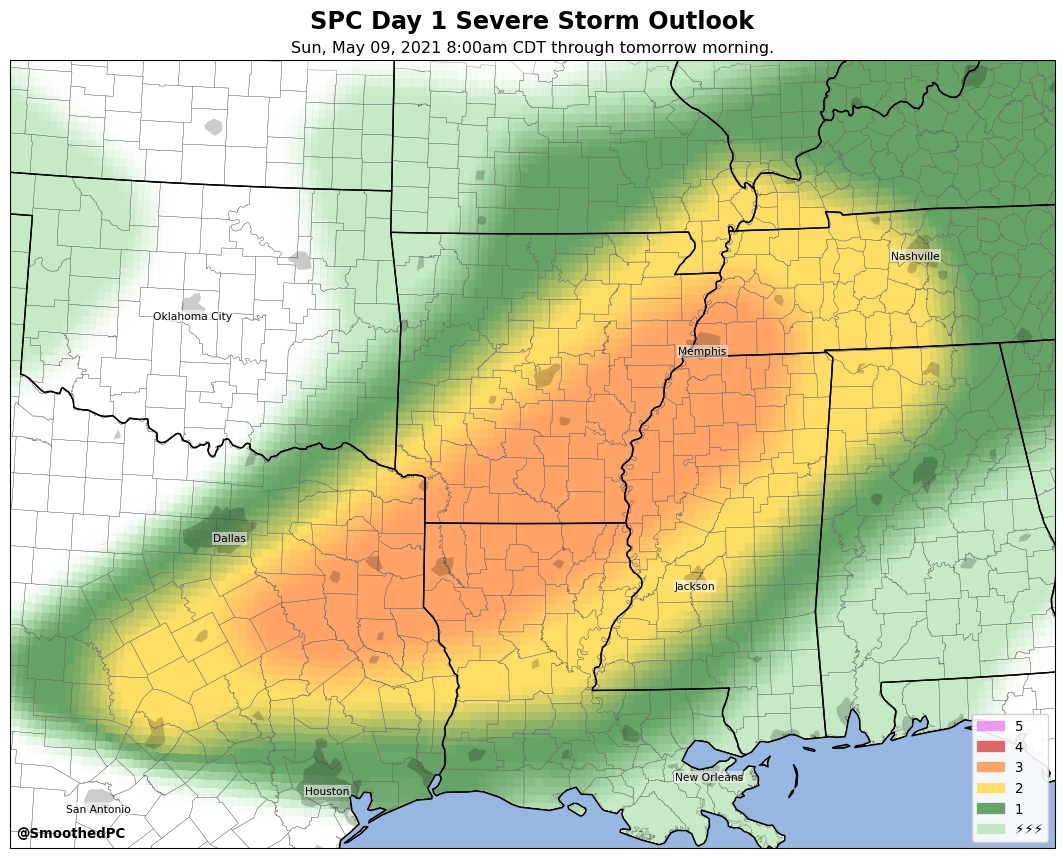 SPC Day 1 Severe Storm Outlook
Sun, May 09, 2021 8:00am CDT through tomorrow morning.
Nashville
Oklahoma City
Memphis
Dallas
Jackson
New Orleans
Houston
San Antonio
@SmoothedPC
5
4
3
2
1
⚡⚡⚡